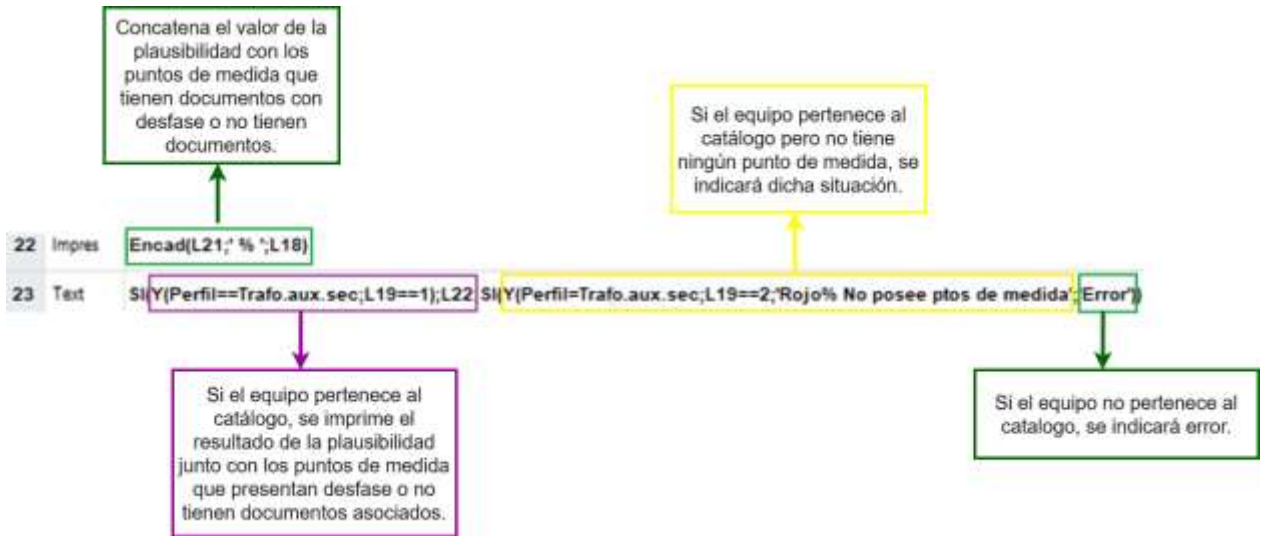 Concatena el valor de la
plausibilidad con los
puntos de medida que
tienen documentos con
desfase o no tienen
documentos.
Si el equipo pertenece al
catálogo pero no tiene
ningún punto de medida, se
indicará dicha situación.
22 Impres Encad(L21;' % ';L18)
23 Text SI(Y(Perfil==Trafo.aux.sec;L19==1);L22;SI(Y(Perfil=Trafo.aux.sec;L19==2;'Rojo% No posee ptos de medida';'Error'))
Si el equipo pertenece al
catálogo, se imprime el
resultado de la plausibilidad
junto con los puntos de medida
que presentan desfase o no
tienen documentos asociados.
Si el equipo no pertenece al
catalogo, se indicará error.